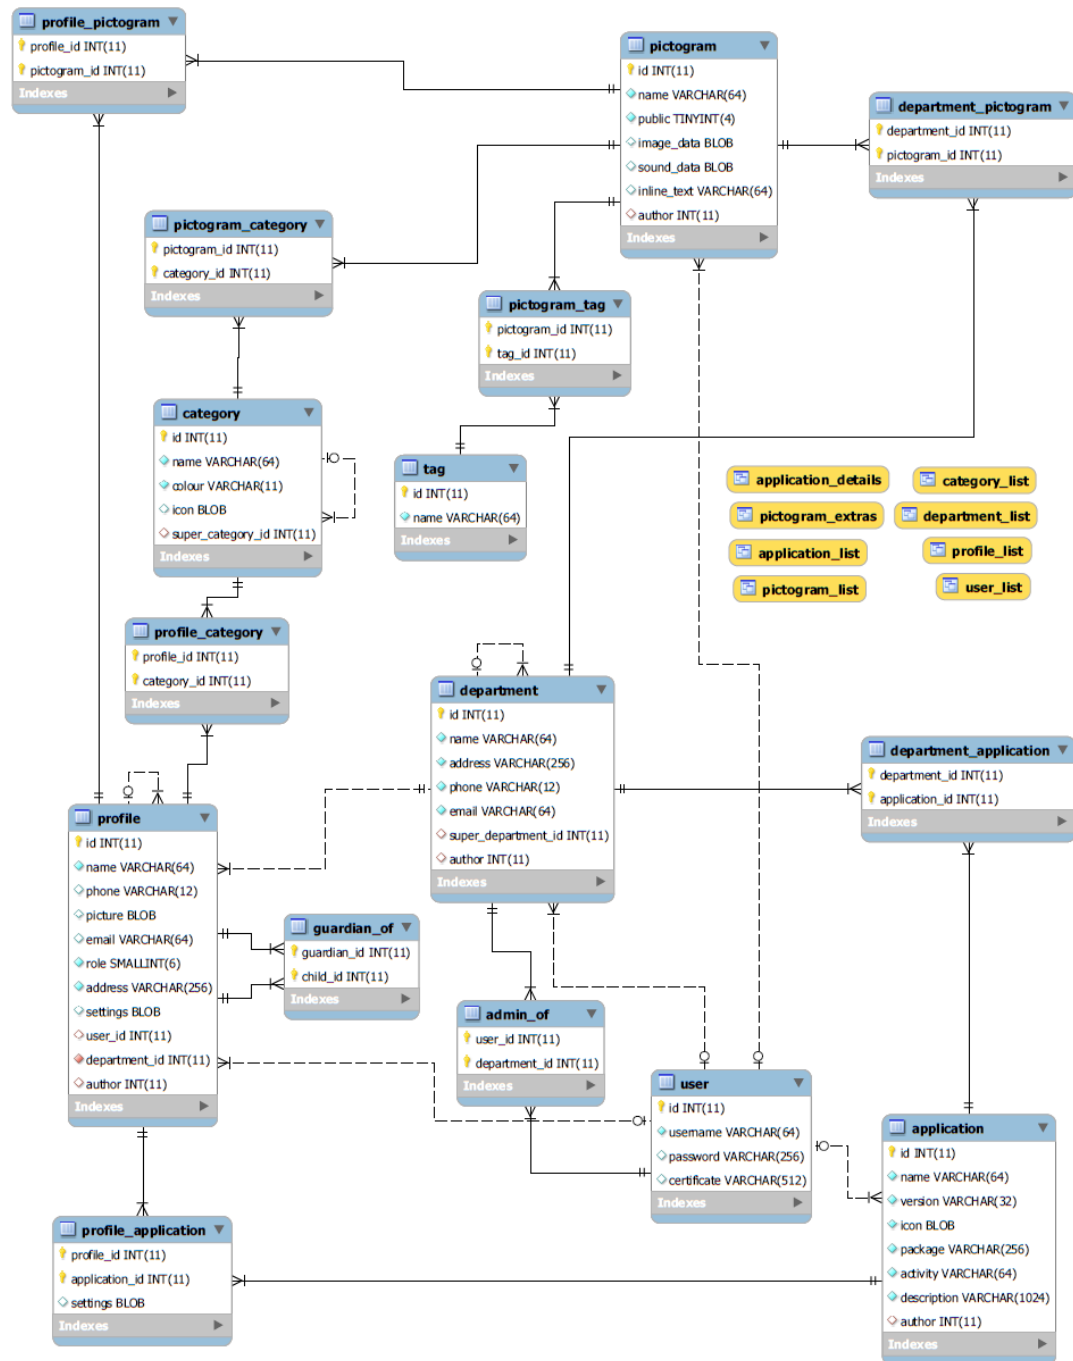 profile_pictogram
profile_id INT(11)
pictogram_id INT(11)
Indexes
pictogram
id INT(11)
name VARCHAR(64)
public TINYINT(4)
image_data BLOB
sound_data BLOB
inline_text VARCHAR(64)
author INT(11)
Indexes
department_pictogram
department_id INT(11)
pictogram_id INT(11)
Indexes
pictogram_category
pictogram_id INT(11)
category_id INT(11)
Indexes
pictogram_tag
pictogram_id INT(11)
tag_id INT(11)
Indexes
category
id INT(11)
name VARCHAR(64)
colour VARCHAR(11)
icon BLOB
super_category_id INT(11)
Indexes
tag
id INT(11)
name VARCHAR(64)
Indexes
application_details
category_list
pictogram_extras
department_list
application_list
profile_list
pictogram_list
user_list
profile_category
profile_id INT(11)
category_id INT(11)
Indexes
department
id INT(11)
name VARCHAR(64)
address VARCHAR(256)
phone VARCHAR(12)
email VARCHAR(64)
super_department_id INT(11)
author INT(11)
Indexes
department_application
department_id INT(11)
application_id INT(11)
Indexes
profile
id INT(11)
name VARCHAR(64)
phone VARCHAR(12)
picture BLOB
email VARCHAR(64)
role SMALLINT(6)
address VARCHAR(256)
settings BLOB
user_id INT(11)
department_id INT(11)
author INT(11)
Indexes
guardian_of
guardian_id INT(11)
child_id INT(11)
Indexes
admin_of
user_id INT(11)
department_id INT(11)
Indexes
user
id INT(11)
username VARCHAR(64)
password VARCHAR(256)
certificate VARCHAR(512)
Indexes
application
id INT(11)
name VARCHAR(64)
version VARCHAR(32)
icon BLOB
package VARCHAR(256)
activity VARCHAR(64)
description VARCHAR(1024)
author INT(11)
Indexes
profile_application
profile_id INT(11)
application_id INT(11)
settings BLOB
Indexes